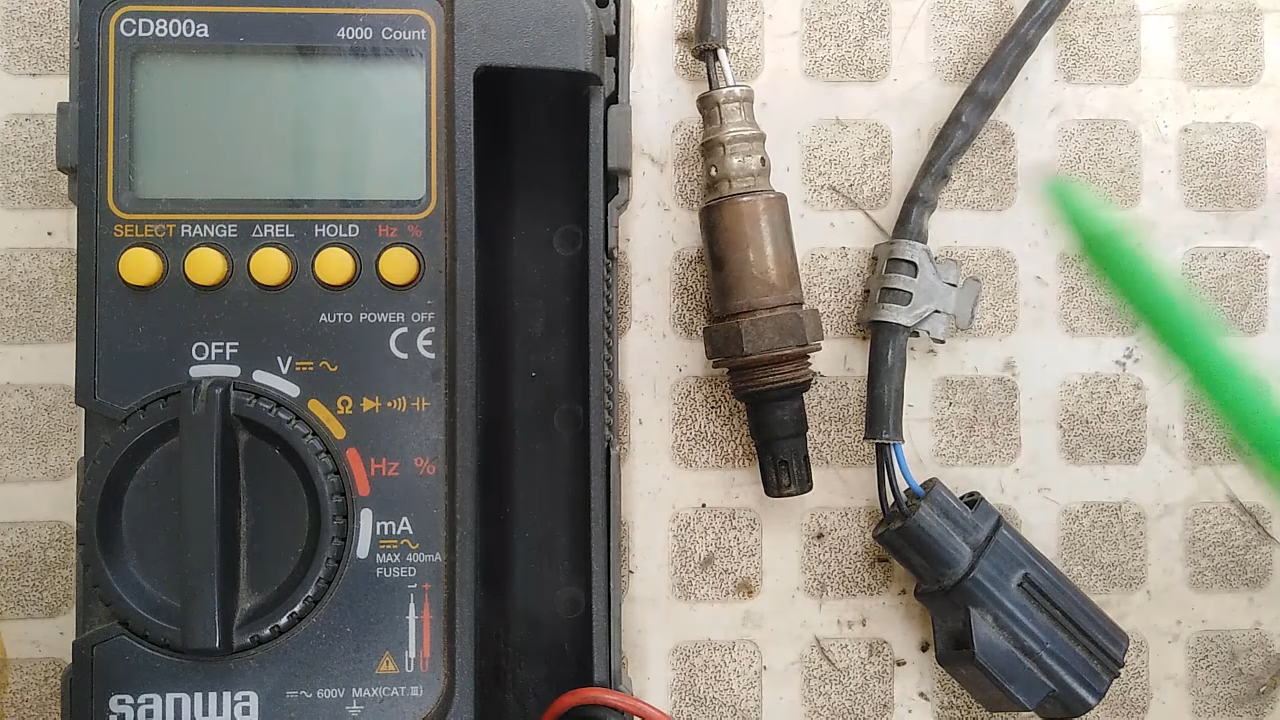 CD800a 4000 Count
SELECT RANGE ΔREL HOLD Hz %
AUTO POWER OFF
CE
OFF
V
Ω
Hz %
mA
MAX 400mA
FUSED
- +
sanwa
600V MAX(CAT.III)